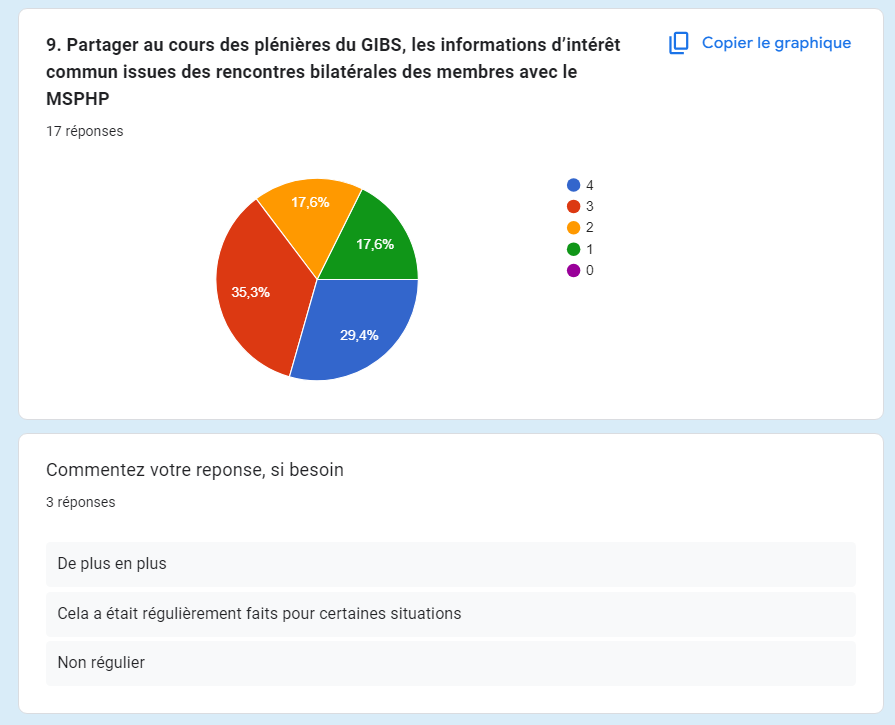 9. Partager au cours des plénières du GIBS, les informations d’intérêt
commun issues des rencontres bilatérales des membres avec le
MSPHP
Copier le graphique
17 réponses
17,6%
17,6%
35,3%
29,4%
4
3
2
1
0
Commentez votre reponse, si besoin
3 réponses
De plus en plus
Cela a était régulièrement faits pour certaines situations
Non régulier